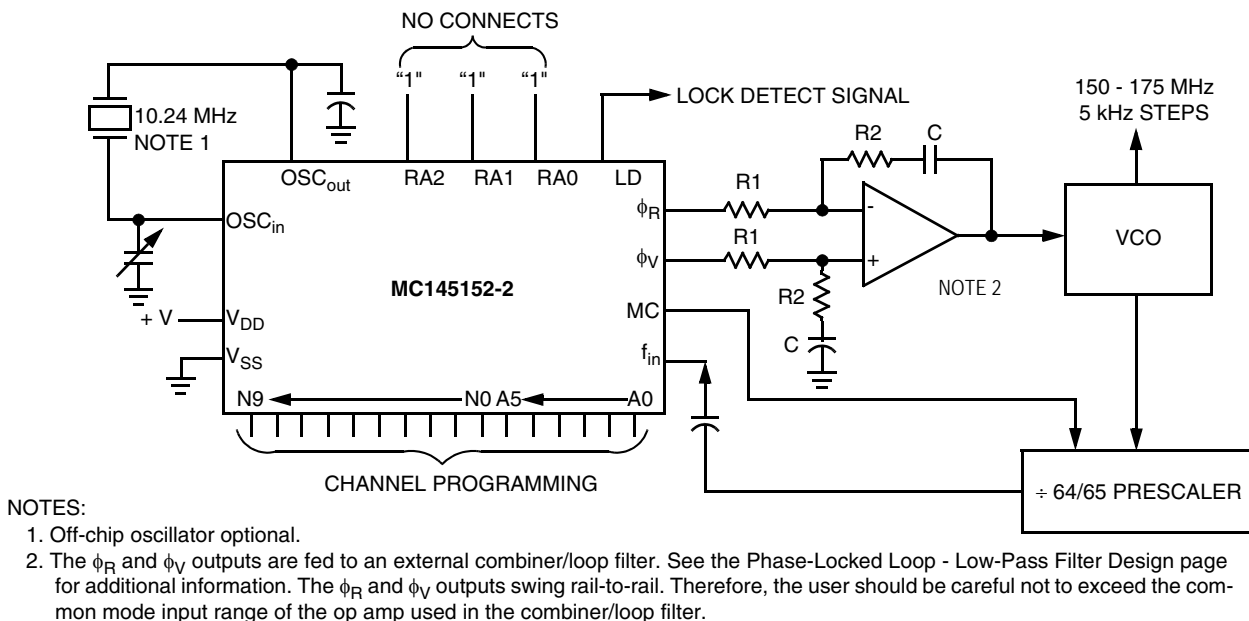 NO CONNECTS
“1" “1" “1"
10.24 MHz
NOTE 1
LOCK DETECT SIGNAL
150 - 175 MHz
5 kHz STEPS
R2 C
OSCout RA2 RA1 RA0 LD
R1
ϕR
-
OSCin
VCO
R1
ϕV
+
MC145152-2
R2
NOTE 2
+ V
VDD
MC
C
VSS
fin
N9 N0 A5 A0
CHANNEL PROGRAMMING
÷ 64/65 PRESCALER
NOTES:
1. Off-chip oscillator optional.
2. The ϕR and ϕV outputs are fed to an external combiner/loop filter. See the Phase-Locked Loop - Low-Pass Filter Design page
for additional information. The ϕR and ϕV outputs swing rail-to-rail. Therefore, the user should be careful not to exceed the com-
mon mode input range of the op amp used in the combiner/loop filter.